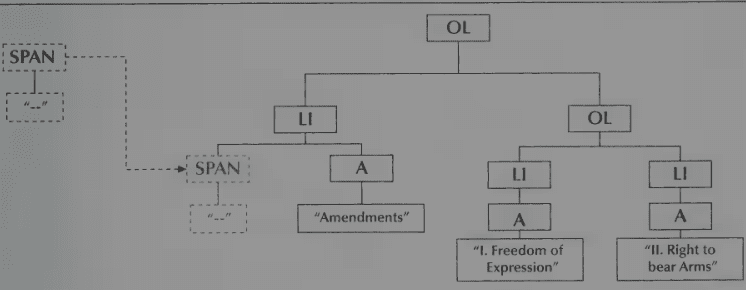 OL
SPAN
"--"
LI
OL
SPAN
A
LI
LI
"--"
"Amendments"
A
A
"I. Freedom of
Expression"
"II. Right to
bear Arms"